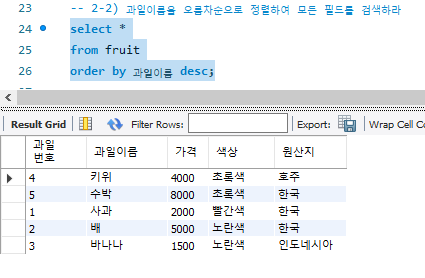 23 -- 2-2) 과일이름을 오름차순으로 정렬하여 모든 필드를 검색하라
24 select *
25 from fruit
26 order by 과일이름 desc;
Result Grid Filter Rows: Export: Wrap Cell Co
과일 번호 과일이름 가격 색상 원산지
4 키위 4000 초록색 호주
5 수박 8000 초록색 한국
1 사과 2000 빨간색 한국
2 배 5000 노란색 한국
3 바나나 1500 노란색 인도네시아